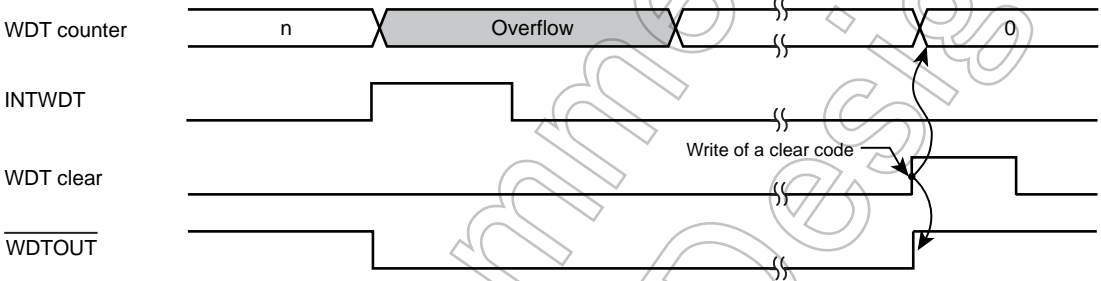 WDT counter
n
Overflow
0
INTWDT
Write of a clear code
WDT clear
WDTOUT